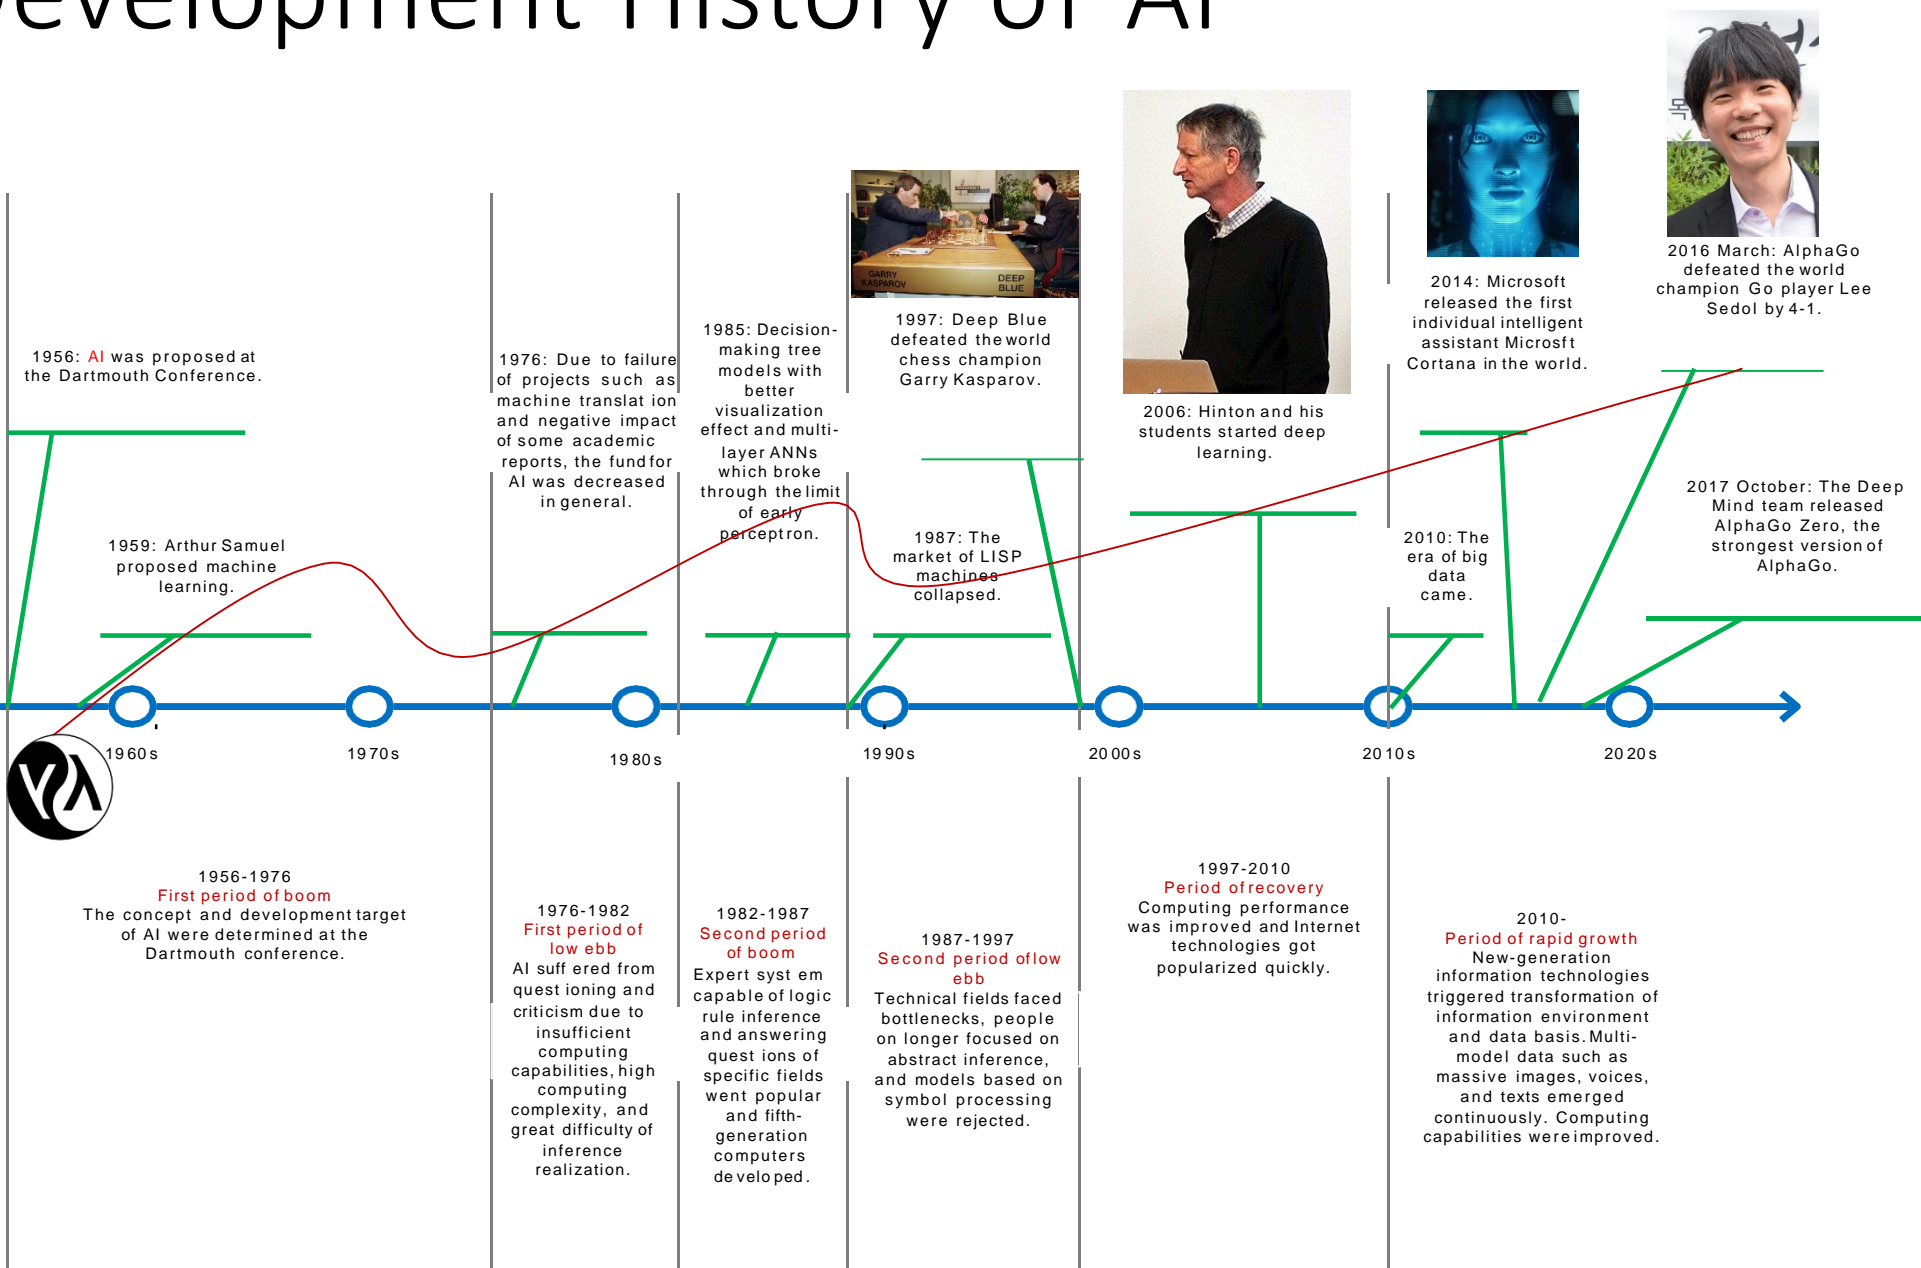 evelopment History of AI
1956: AI was proposed at
the Dartmouth Conference.
1959: Arthur Samuel
proposed machine
learning.
1976: Due to failure
of projects such as
machine translat ion
and negative impact
of some academic
reports, the fund for
AI was decreased
in general.
1985: Decision-
making tree
models with
better
visualization
effect and multi-
layer ANNs
which broke
through the limit
of early
perceptron.
GARRY
KASPAROV
DEEP
BLUE
1997: Deep Blue
defeated the world
chess champion
Garry Kasparov.
1987: The
market of LISP
machines
collapsed.
2006: Hinton and his
students started deep
learning.
2014: Microsoft
released the first
individual intelligent
assistant Microsft
Cortana in the world.
2010: The
era of big
data
came.
목
2016 March: AlphaGo
defeated the world
champion Go player Lee
Sedol by 4-1.
2017 October: The Deep
Mind team released
AlphaGo Zero, the
strongest version of
AlphaGo.
1960s
1970s
1980s
1990s
2000s
2010s
2020s
1956-1976
First period of boom
The concept and development target
of AI were determined at the
Dartmouth conference.
1976-1982
First period of
low ebb
AI suff ered from
quest ioning and
criticism due to
insufficient
computing
capabilities, high
computing
complexity, and
great difficulty of
inference
realization.
1982-1987
Second period
of boom
Expert syst em
capable of logic
rule inference
and answering
quest ions of
specific fields
went popular
and fifth-
generation
computers
developed.
1987-1997
Second period of low
ebb
Technical fields faced
bottlenecks, people
on longer focused on
abstract inference,
and models based on
symbol processing
were rejected.
1997-2010
Period of recovery
Computing performance
was improved and Internet
technologies got
popularized quickly.
2010-
Period of rapid growth
New-generation
information technologies
triggered transformation of
information environment
and data basis. Multi-
model data such as
massive images, voices,
and texts emerged
continuously. Computing
capabilities were improved.